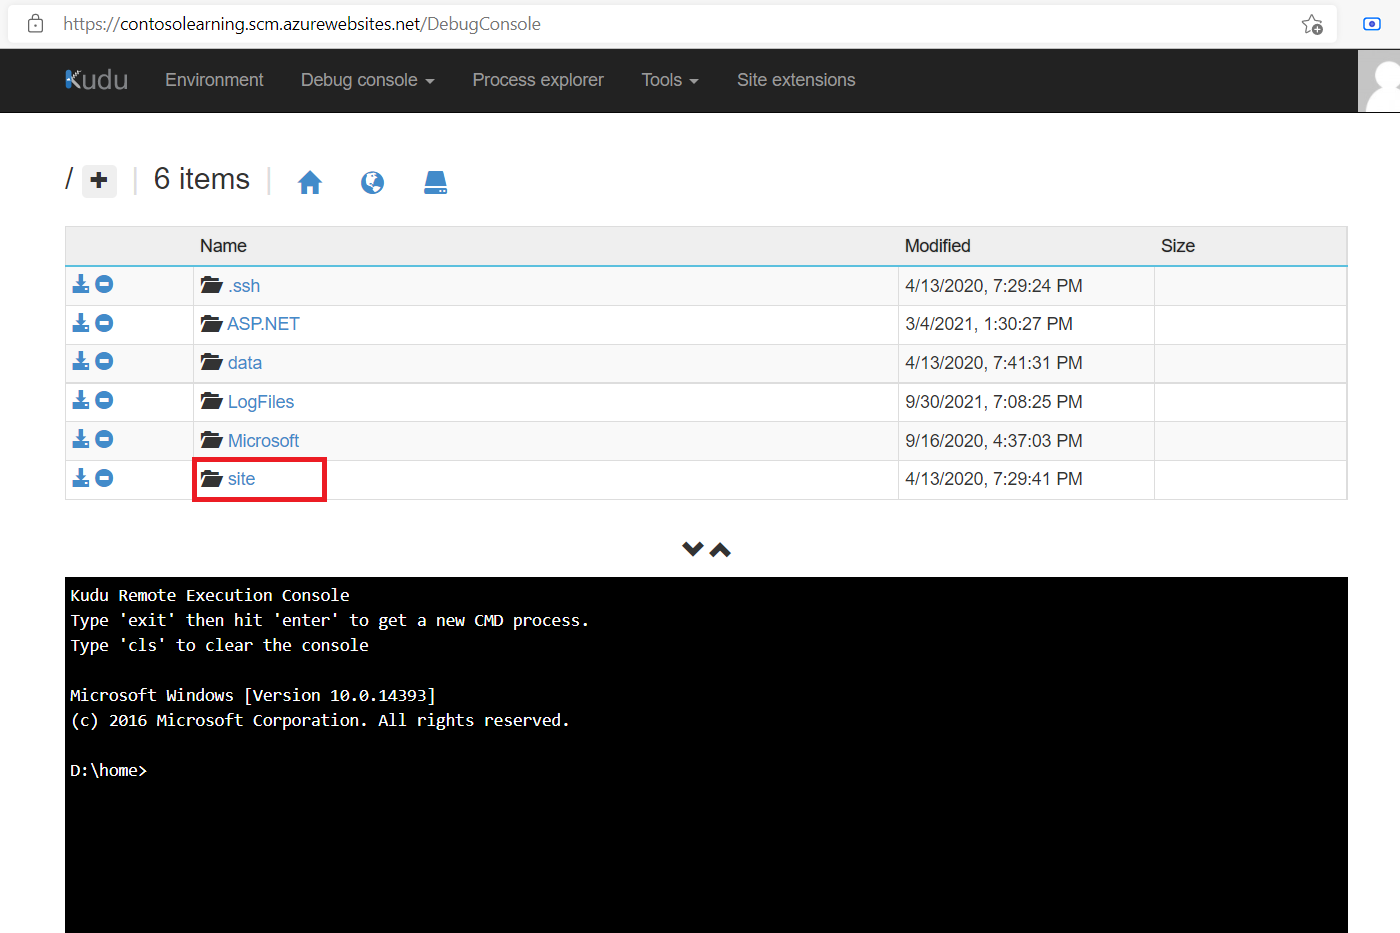 https://contosolearning.scm.azurewebsites.net/DebugConsole
Kudu Environment Debug console Process explorer Tools Site extensions
/ 6 items
Name Modified Size
.ssh 4/13/2020, 7:29:24 PM
ASP.NET 3/4/2021, 1:30:27 PM
data 4/13/2020, 7:41:31 PM
LogFiles 9/30/2021, 7:08:25 PM
Microsoft 9/16/2020, 4:37:03 PM
site 4/13/2020, 7:29:41 PM
Kudu Remote Execution Console
Type 'exit' then hit 'enter' to get a new CMD process.
Type 'cls' to clear the console
Microsoft Windows [Version 10.0.14393]
(c) 2016 Microsoft Corporation. All rights reserved.
D:\home>